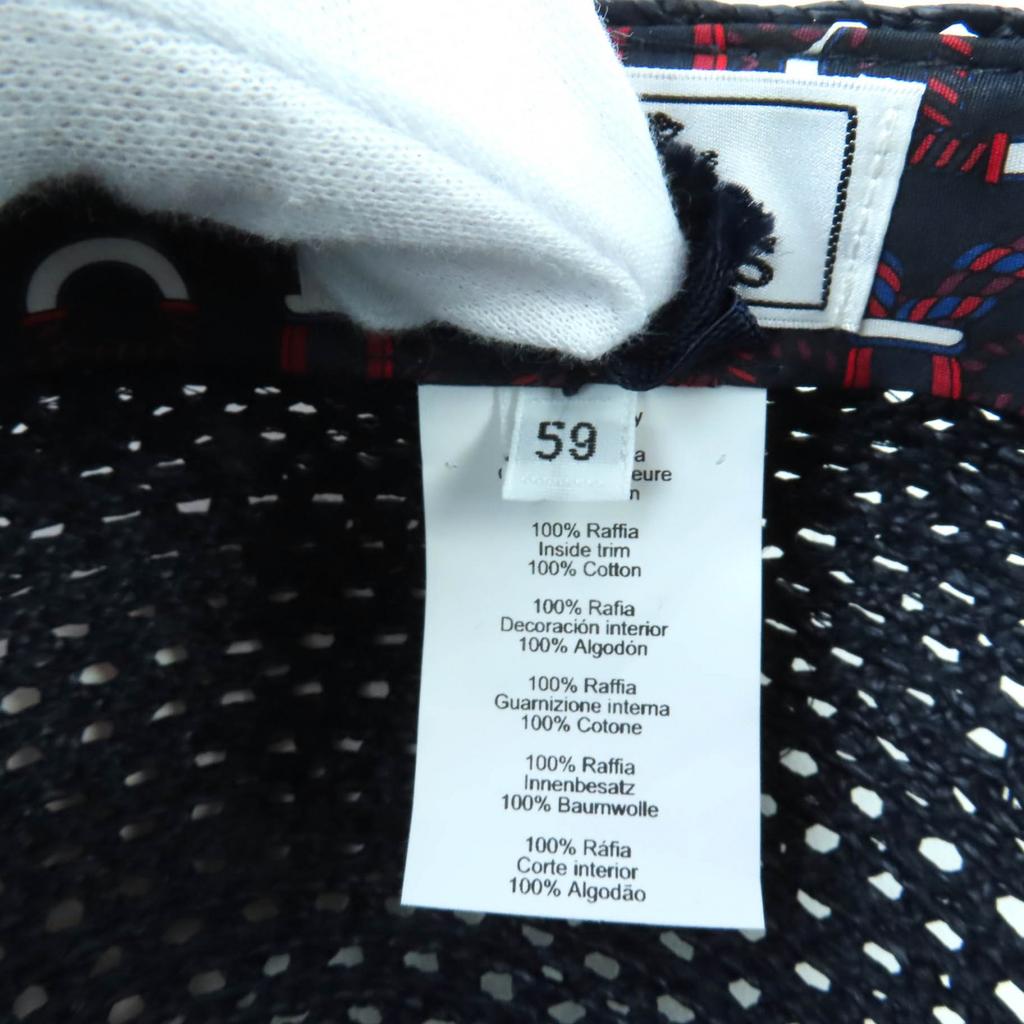 59
eure
100% Raffia
Inside trim
100% Cotton
100% Rafia
Decoración interior
100% Algodón
100% Raffia
Guarnizione interna
100% Cotone
100% Raffia
Innenbesatz
100% Baumwolle
100% Ráfia
Corte interior
100% Algodão